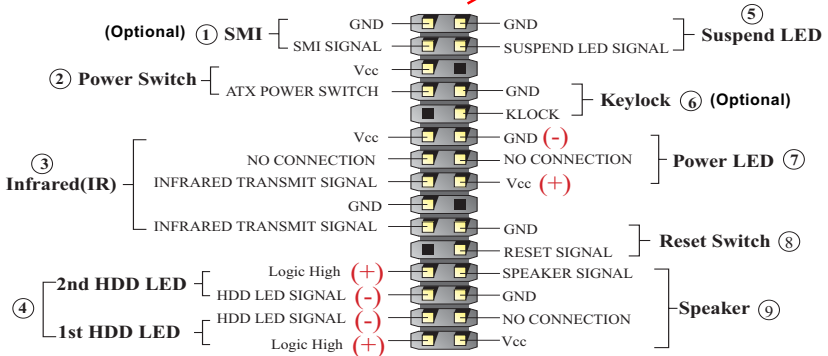 (Optional) ① SMI
GND
SMI SIGNAL
② Power Switch
Vcc
ATX POWER SWITCH
③
Infrared(IR)
Vcc
NO CONNECTION
INFRARED TRANSMIT SIGNAL
GND
INFRARED TRANSMIT SIGNAL
④
2nd HDD LED
Logic High (+)
HDD LED SIGNAL (-)
1st HDD LED
HDD LED SIGNAL (-)
Logic High (+)
GND
SUSPEND LED SIGNAL
⑤
Suspend LED
GND
KLOCK
Keylock ⑥ (Optional)
GND (-)
NO CONNECTION
Vcc (+)
Power LED ⑦
GND
RESET SIGNAL
Reset Switch ⑧
SPEAKER SIGNAL
GND
NO CONNECTION
Vcc
Speaker ⑨